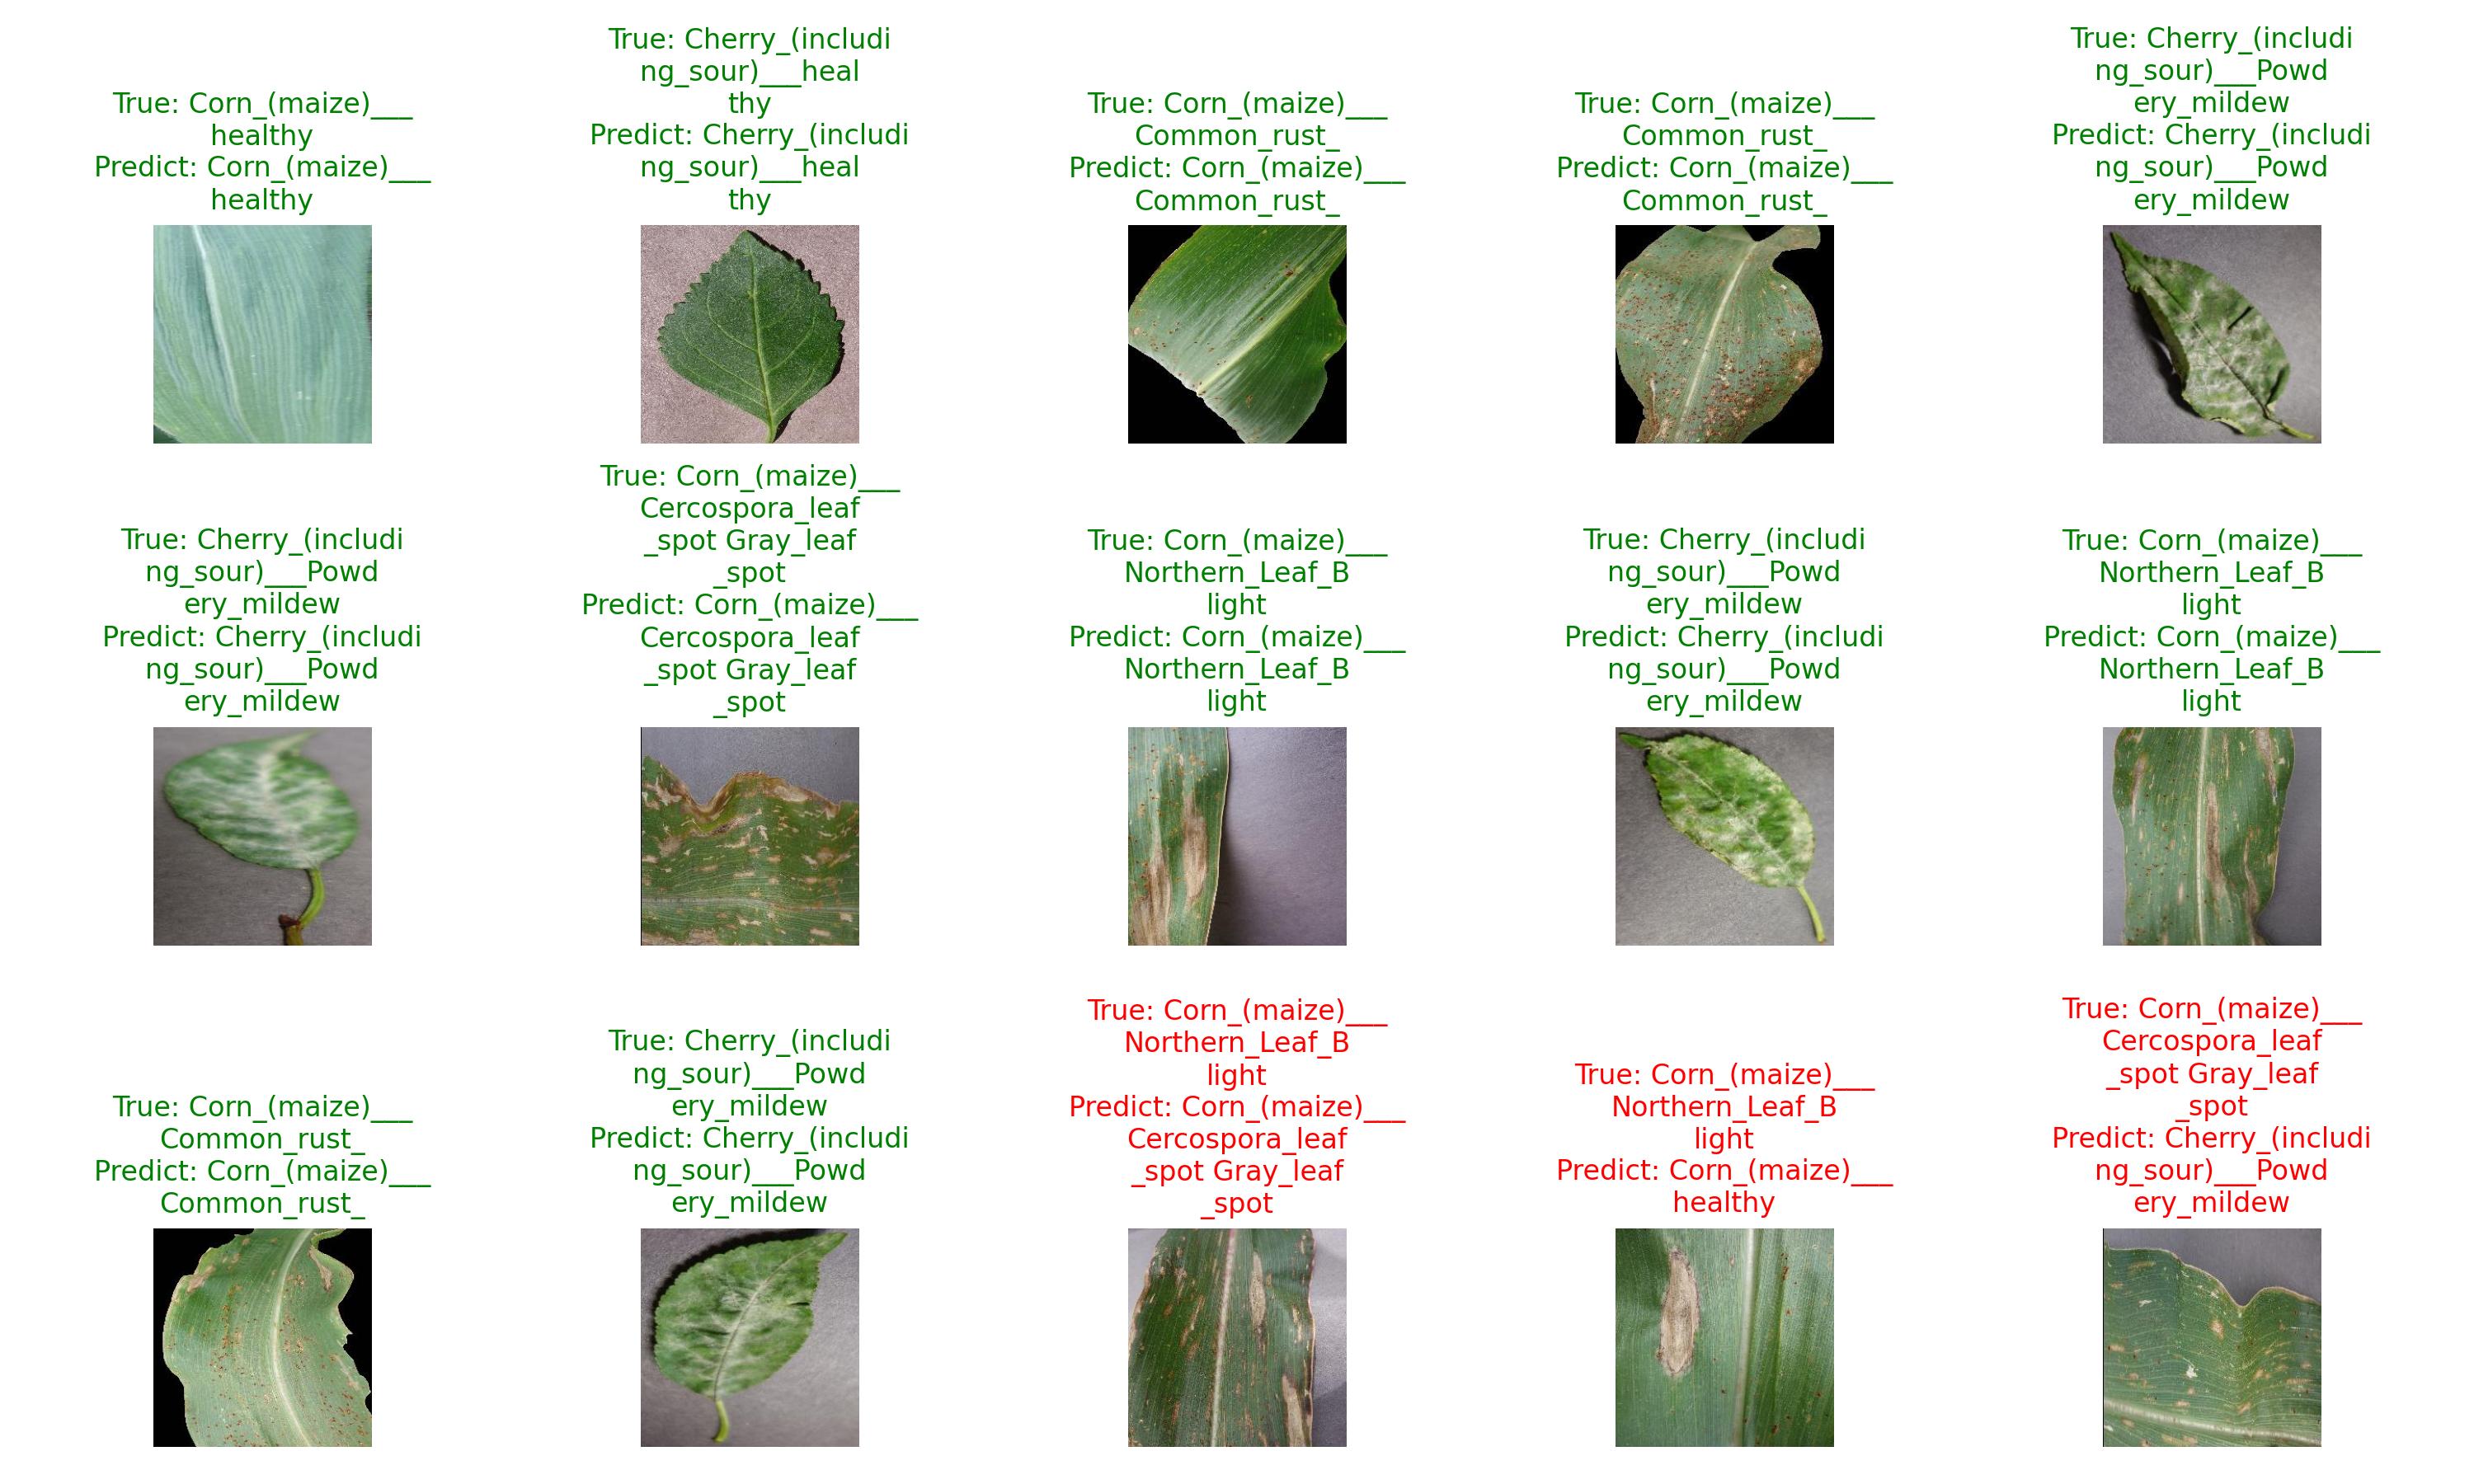 True: Corn_(maize)___
healthy
Predict: Corn_(maize)___
healthy
True: Cherry_(includi
ng_sour)___heal
thy
Predict: Cherry_(includi
ng_sour)___heal
thy
True: Corn_(maize)___
Common_rust_
Predict: Corn_(maize)___
Common_rust_
True: Corn_(maize)___
Common_rust_
Predict: Corn_(maize)___
Common_rust_
True: Cherry_(includi
ng_sour)___Powd
ery_mildew
Predict: Cherry_(includi
ng_sour)___Powd
ery_mildew
True: Cherry_(includi
ng_sour)___Powd
ery_mildew
Predict: Cherry_(includi
ng_sour)___Powd
ery_mildew
True: Corn_(maize)___
Cercospora_leaf
_spot Gray_leaf
_spot
Predict: Corn_(maize)___
Cercospora_leaf
_spot Gray_leaf
_spot
True: Corn_(maize)___
Northern_Leaf_B
light
Predict: Corn_(maize)___
Northern_Leaf_B
light
True: Cherry_(includi
ng_sour)___Powd
ery_mildew
Predict: Cherry_(includi
ng_sour)___Powd
ery_mildew
True: Corn_(maize)___
Northern_Leaf_B
light
Predict: Corn_(maize)___
Northern_Leaf_B
light
True: Corn_(maize)___
Common_rust_
Predict: Corn_(maize)___
Common_rust_
True: Cherry_(includi
ng_sour)___Powd
ery_mildew
Predict: Cherry_(includi
ng_sour)___Powd
ery_mildew
True: Corn_(maize)___
Northern_Leaf_B
light
Predict: Corn_(maize)___
Cercospora_leaf
_spot Gray_leaf
_spot
True: Corn_(maize)___
Northern_Leaf_B
light
Predict: Corn_(maize)___
healthy
True: Corn_(maize)___
Cercospora_leaf
_spot Gray_leaf
_spot
Predict: Cherry_(includi
ng_sour)___Powd
ery_mildew